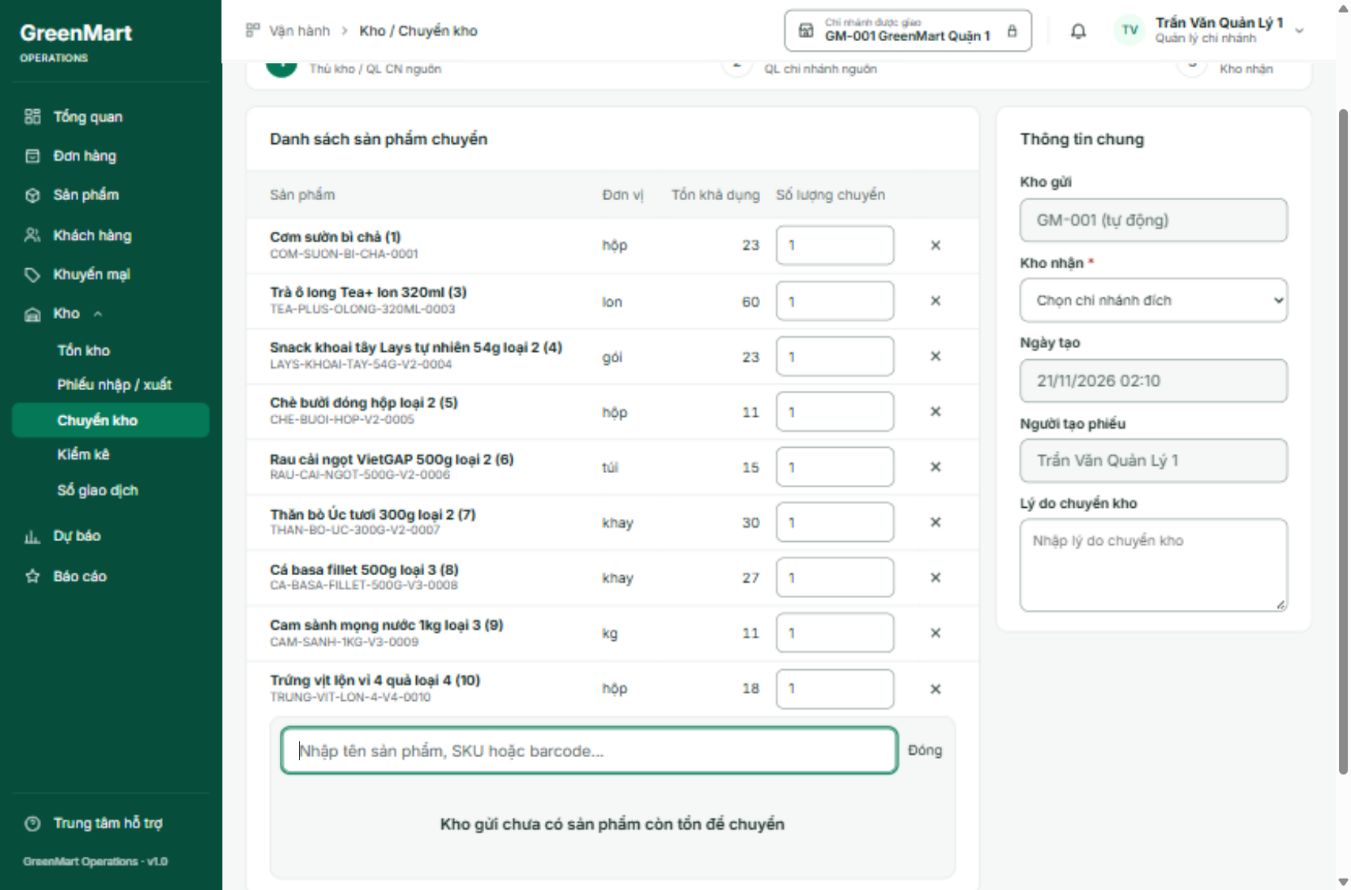 GreenMart
OPERATIONS
Tổng quan
Đơn hàng
Sản phẩm
Khách hàng
Khuyến mại
Kho
Tồn kho
Phiếu nhập / xuất
Chuyển kho
Kiểm kê
Sổ giao dịch
Dự báo
Báo cáo
Trung tâm hỗ trợ
GreenMart Operations - v1.0
Vận hành > Kho / Chuyển kho
Chi nhánh được giao
GM-001 GreenMart Quận 1
TV
Trần Văn Quản Lý 1
Quản lý chi nhánh
Thủ kho / QL CN nguồn
QL chi nhánh nguồn
Kho nhận
Danh sách sản phẩm chuyển
Sản phẩm Đơn vị Tồn khả dụng Số lượng chuyển
Cơm sườn bì chả (1)
COM-SUON-BI-CHA-0001
hộp 23 1 ×
Trà ô long Tea+ lon 320ml (3)
TEA-PLUS-OLONG-320ML-0003
lon 60 1 ×
Snack khoai tây Lays tự nhiên 54g loại 2 (4)
LAYS-KHOAI-TAY-54G-V2-0004
gói 23 1 ×
Chè bưởi đóng hộp loại 2 (5)
CHE-BUOI-HOP-V2-0005
hộp 11 1 ×
Rau cải ngọt VietGAP 500g loại 2 (6)
RAU-CAI-NGOT-500G-V2-0006
túi 15 1 ×
Thăn bò Úc tươi 300g loại 2 (7)
THAN-BO-UC-300G-V2-0007
khay 30 1 ×
Cá basa fillet 500g loại 3 (8)
CA-BASA-FILLET-500G-V3-0008
khay 27 1 ×
Cam sành mọng nước 1kg loại 3 (9)
CAM-SANH-1KG-V3-0009
kg 11 1 ×
Trứng vịt lộn vỉ 4 quả loại 4 (10)
TRUNG-VIT-LON-4-V4-0010
hộp 18 1 ×
Nhập tên sản phẩm, SKU hoặc barcode...
Đóng
Kho gửi chưa có sản phẩm còn tồn để chuyển
Thông tin chung
Kho gửi
GM-001 (tự động)
Kho nhận *
Chọn chi nhánh đích
Ngày tạo
21/11/2026 02:10
Người tạo phiếu
Trần Văn Quản Lý 1
Lý do chuyển kho
Nhập lý do chuyển kho